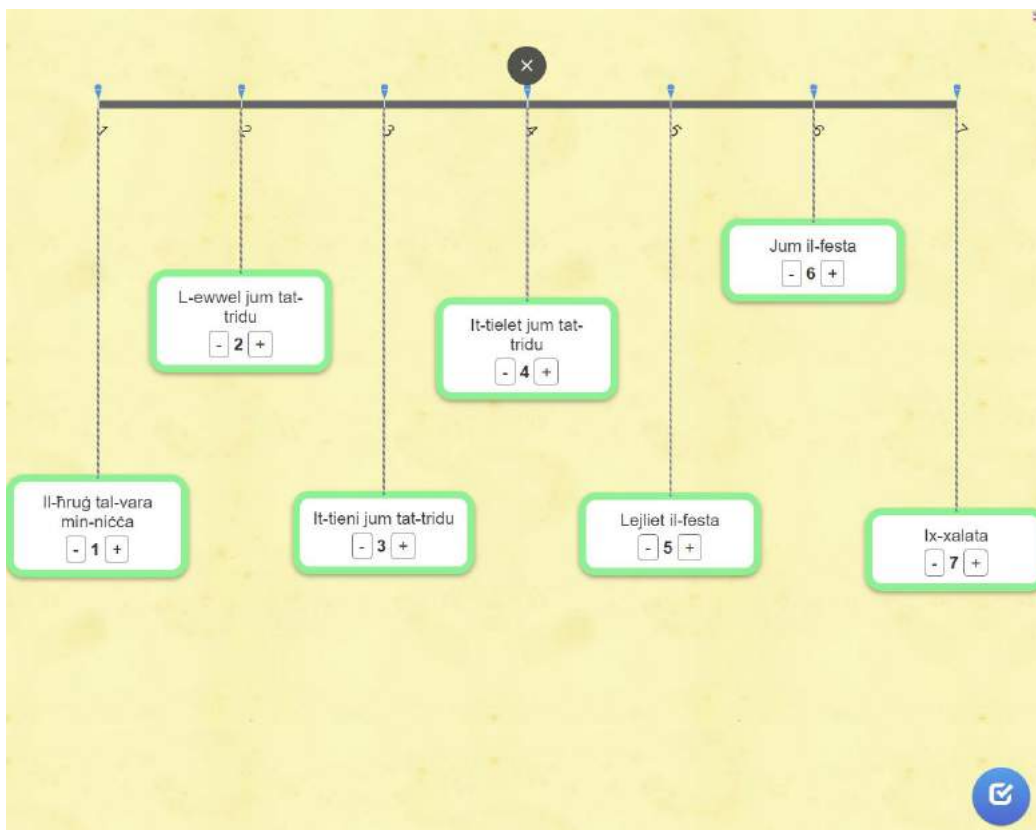 1
2
3
4
5
6
7
Jum il-festa
- 6 +
L-ewwel jum tat-
tridu
- 2 +
It-tielet jum tat-
tridu
- 4 +
Il-ħruġ tal-vara
min-niċċa
- 1 +
It-tieni jum tat-tridu
- 3 +
Lejliet il-festa
- 5 +
Ix-xalata
- 7 +